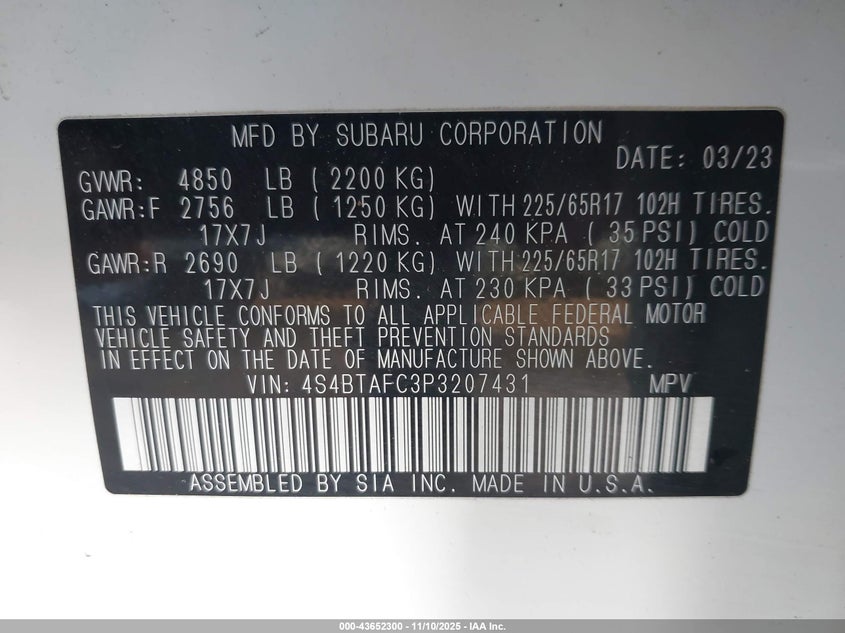 MFD BY SUBARU CORPORATION
DATE: 03/23
GVWR: 4850 LB ( 2200 KG)
GAWR:F 2756 LB ( 1250 KG) WITH 225/65R17 102H TIRES.
17X7J RIMS. AT 240 KPA ( 35 PSI) COLD
GAWR:R 2690 LB ( 1220 KG) WITH 225/65R17 102H TIRES.
17X7J RIMS. AT 230 KPA ( 33 PSI) COLD
THIS VEHICLE CONFORMS TO ALL APPLICABLE FEDERAL MOTOR
VEHICLE SAFETY AND THEFT PREVENTION STANDARDS
IN EFFECT ON THE DATE OF MANUFACTURE SHOWN ABOVE.
VIN: 4S4BTAFC3P3207431 MPV
ASSEMBLED BY SIA INC. MADE IN U.S.A.
000-43652300 - 11/10/2025 - IAA Inc.